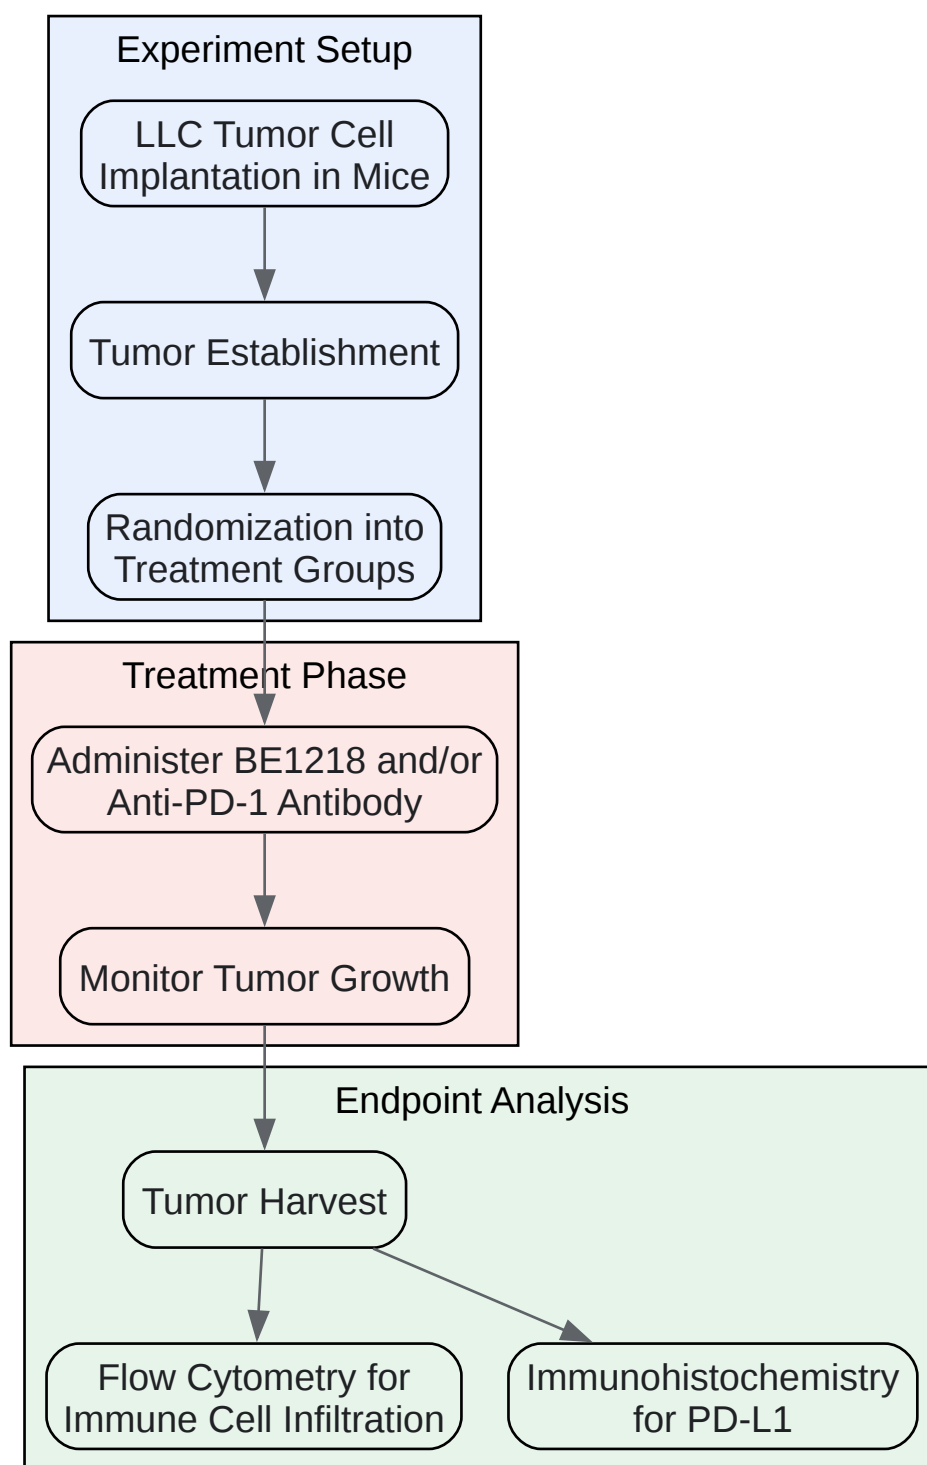 Experiment Setup
LLC Tumor Cell
Implantation in Mice
Tumor Establishment
Randomization into
Treatment Groups
Treatment Phase
Administer BE1218 and/or
Anti-PD-1 Antibody
Monitor Tumor Growth
Endpoint Analysis
Tumor Harvest
Flow Cytometry for
Immune Cell Infiltration
Immunohistochemistry
for PD-L1